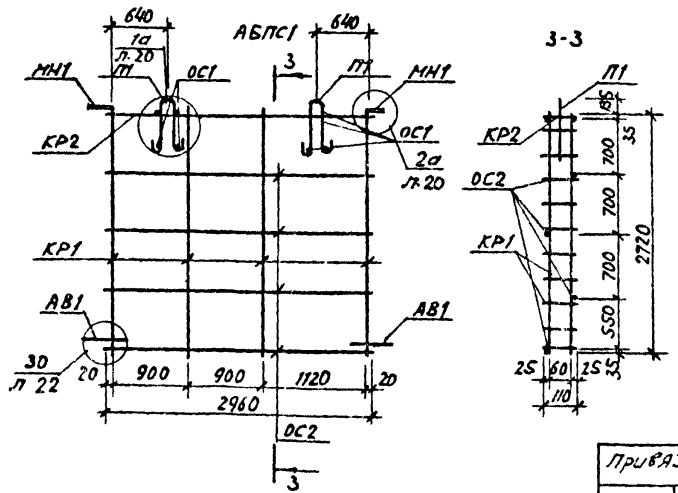 640
1а
л.20
П1
ОС1
МН1
АБПС1
3
640
П1
МН1
ОС1
2а
л.20
КР2
КР1
АВ1
АВ1
30
л 22
20
900
900
1120
20
2960
ОС2
3
3-3
П1
КР2
ОС2
КР1
35
700
700
700
550
35
2720
25
60
25
110
Привяз